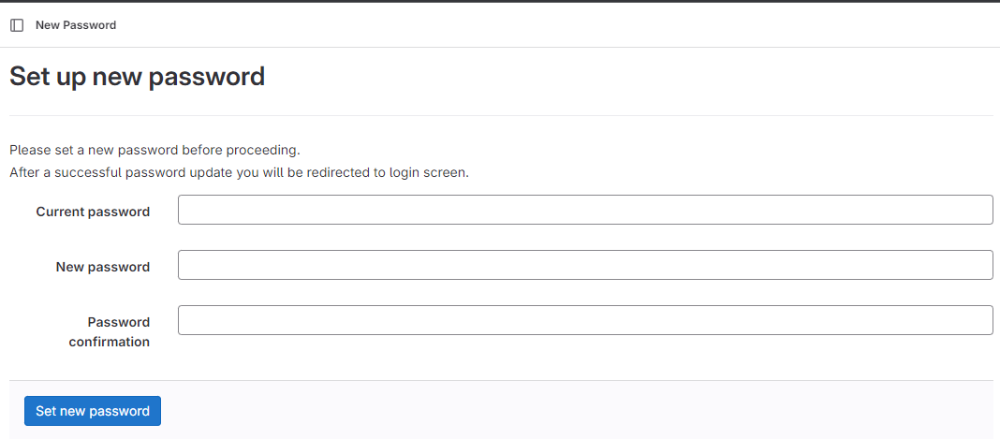 New Password
Set up new password
Please set a new password before proceeding.
After a successful password update you will be redirected to login screen.
Current password
New password
Password
confirmation
Set new password